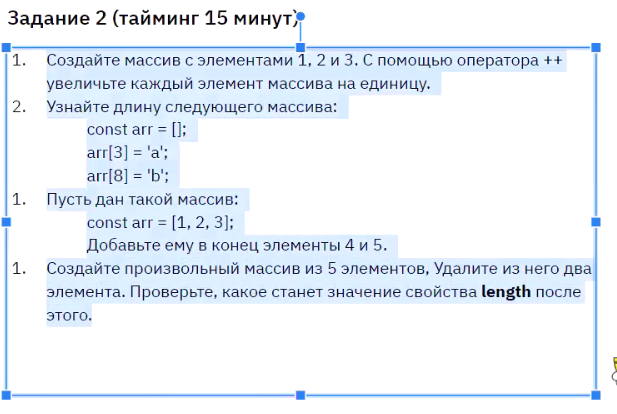 Задание 2 (тайминг 15 минут)
1. Создайте массив с элементами 1, 2 и 3. С помощью оператора ++
увеличьте каждый элемент массива на единицу.
2. Узнайте длину следующего массива:
const arr = [];
arr[3] = 'a';
arr[8] = 'b';
1. Пусть дан такой массив:
const arr = [1, 2, 3];
Добавьте ему в конец элементы 4 и 5.
1. Создайте произвольный массив из 5 элементов, Удалите из него два
элемента. Проверьте, какое станет значение свойства length после
этого.